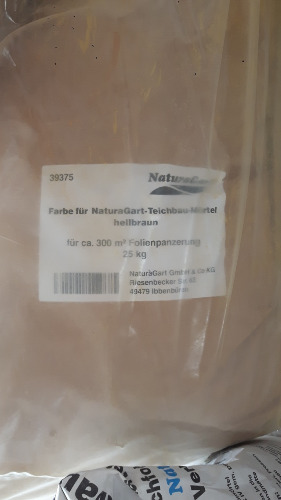 39375
NaturaGart
Farbe für NaturaGart-Teichbau-Mörtel
hellbraun
für ca. 300 m² Folienpanzerung
25 kg
NaturaGart GmbH & Co KG
Riesenbecker Str.
49479 Ibbenbüren